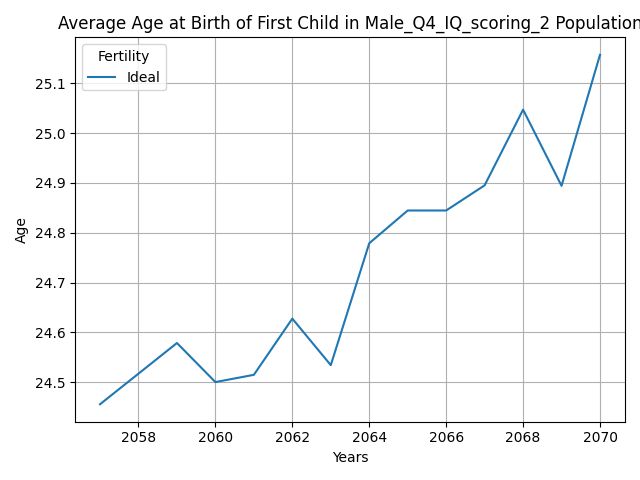 Average Age at Birth of First Child in Male_Q4_IQ_scoring_2 Population
Fertility
Ideal
25.1
25.0
24.9
24.8
24.7
24.6
24.5
Age
2058 2060 2062 2064 2066 2068 2070
Years